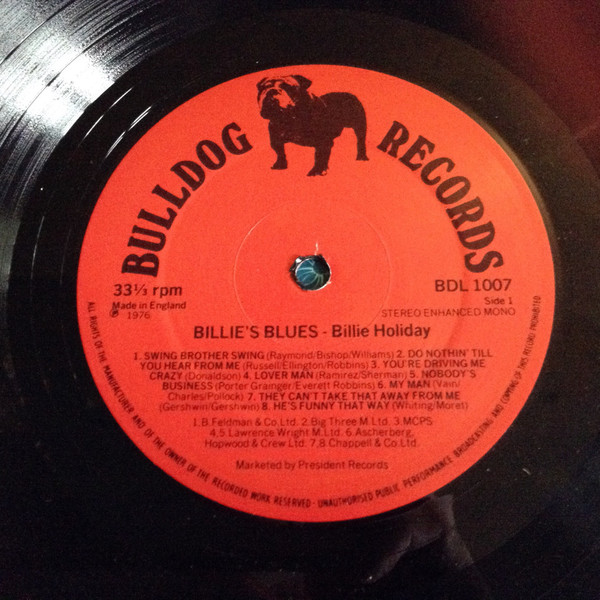 BULLDOG RECORDS
33⅓ rpm
BDL 1007
Made in England
Side 1
℗ 1976
STEREO ENHANCED MONO
BILLIE'S BLUES - Billie Holiday
1. SWING BROTHER SWING (Raymond/Bishop/Williams) 2. DO NOTHIN' TILL
YOU HEAR FROM ME (Russell/Ellington/Robbins) 3. YOU'RE DRIVING ME
CRAZY (Donaldson) 4. LOVER MAN (Ramirez/Sherman) 5. NOBODY'S
BUSINESS (Porter Grainger/Everett Robbins) 6. MY MAN (Vain/
Charles/Pollock) 7. THEY CAN'T TAKE THAT AWAY FROM ME
(Gershwin/Gershwin) 8. HE'S FUNNY THAT WAY (Whiting/Moret)
1,B.Feldman & Co Ltd. 2.Big Three M.Ltd. 3.MCPS
4,5.Lawrence Wright M.Ltd. 6.Ascherberg,
Hopwood & Crew Ltd. 7,8.Chappell & Co.Ltd.
Marketed by President Records
ALL RIGHTS OF THE MANUFACTURER AND OF THE OWNER OF THE RECORDED WORK RESERVED · UNAUTHORISED PUBLIC PERFORMANCE BROADCASTING AND COPYING OF THIS RECORD PROHIBITED